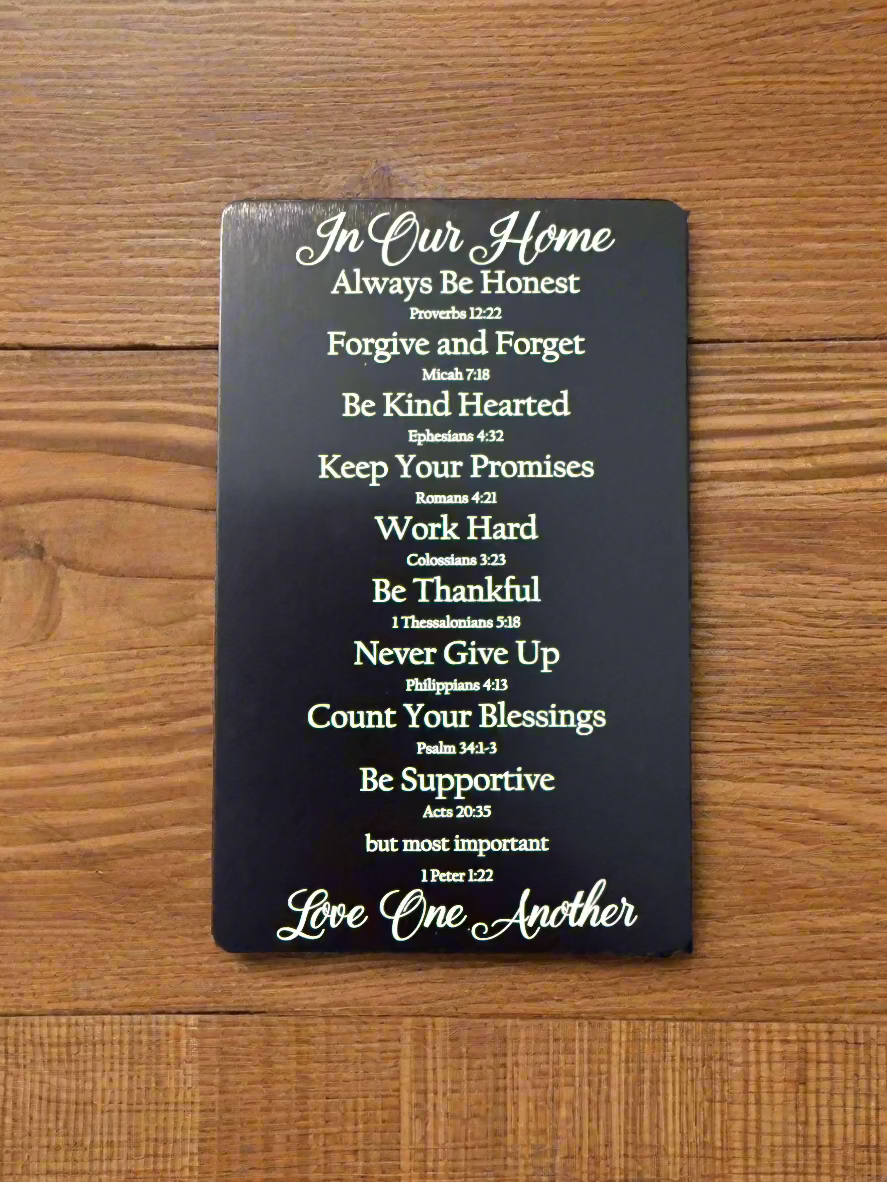 In Our Home
Always Be Honest
Proverbs 12:22
Forgive and Forget
Micah 7:18
Be Kind Hearted
Ephesians 4:32
Keep Your Promises
Romans 4:21
Work Hard
Colossians 3:23
Be Thankful
1 Thessalonians 5:18
Never Give Up
Philippians 4:13
Count Your Blessings
Psalm 34:1-3
Be Supportive
Acts 20:35
but most important
1 Peter 1:22
Love One Another